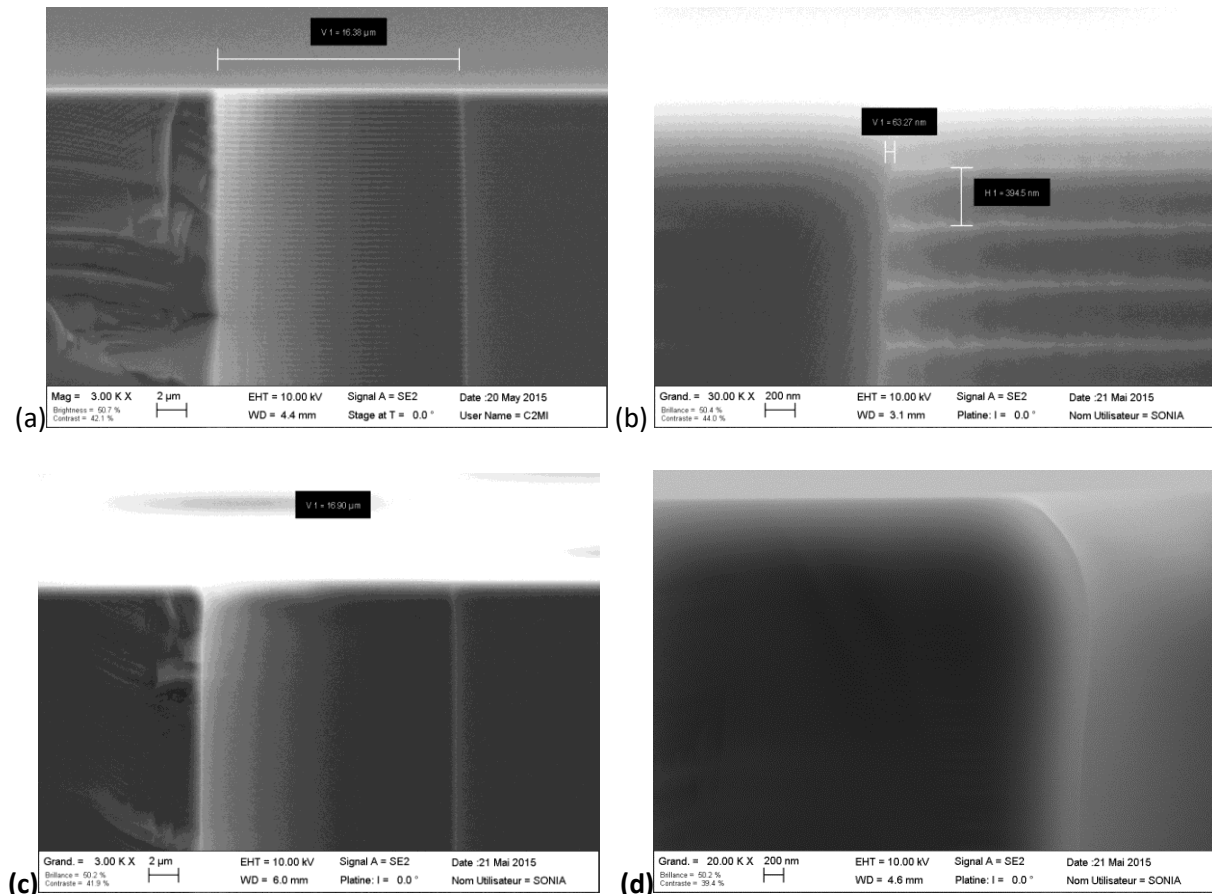 V 1 = 16.38 µm
Mag = 3.00 K X 2 µm EHT = 10.00 kV Signal A = SE2 Date :20 May 2015
Brightness = 50.7 %
Contrast = 42.1 % WD = 4.4 mm Stage at T = 0.0 ° User Name = C2MI
(a)
V 1 = 63.27 nm
H 1 = 394.5 nm
Grand. = 30.00 K X 200 nm EHT = 10.00 kV Signal A = SE2 Date :21 Mai 2015
Brillance = 50.4 %
Contraste = 44.0 % WD = 3.1 mm Platine: I = 0.0 ° Nom Utilisateur = SONIA
(b)
V 1 = 16.90 µm
Grand. = 3.00 K X 2 µm EHT = 10.00 kV Signal A = SE2 Date :21 Mai 2015
Brillance = 50.2 %
Contraste = 41.9 % WD = 6.0 mm Platine: I = 0.0 ° Nom Utilisateur = SONIA
(c)
Grand. = 20.00 K X 200 nm EHT = 10.00 kV Signal A = SE2 Date :21 Mai 2015
Brillance = 50.2 %
Contraste = 39.4 % WD = 4.6 mm Platine: I = 0.0 ° Nom Utilisateur = SONIA
(d)